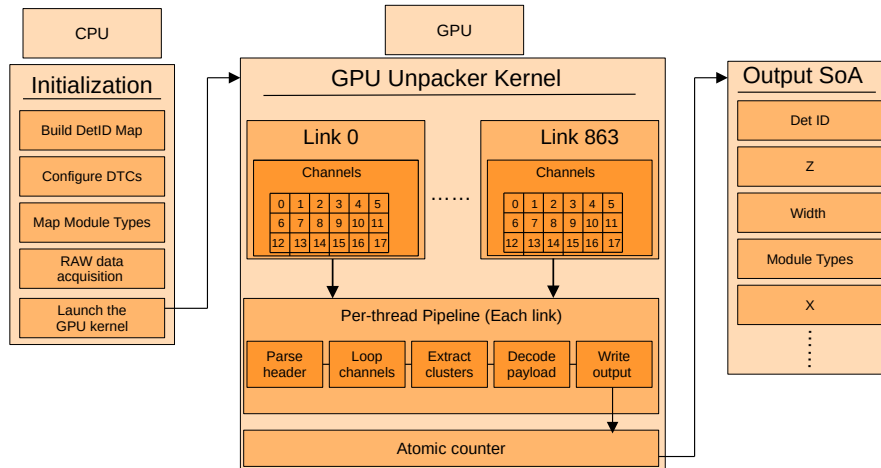 CPU
GPU
Initialization
Build DetID Map
Configure DTCs
Map Module Types
RAW data
acquisition
Launch the
GPU kernel
GPU Unpacker Kernel
Link 0
Channels
0 1 2 3 4 5
6 7 8 9 10 11
12 13 14 15 16 17
……
Link 863
Channels
0 1 2 3 4 5
6 7 8 9 10 11
12 13 14 15 16 17
Per-thread Pipeline (Each link)
Parse
header
Loop
channels
Extract
clusters
Decode
payload
Write
output
Atomic counter
Output SoA
Det ID
Z
Width
Module Types
X
……